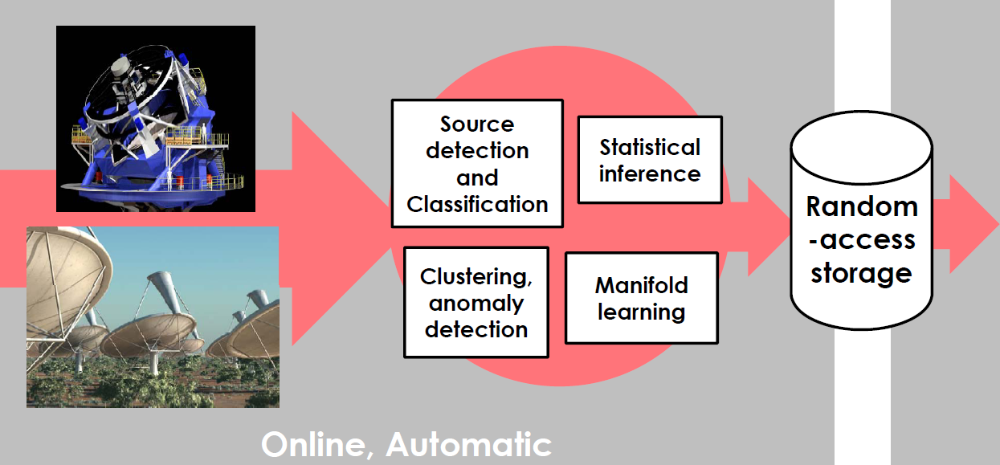 Source
detection
and
Classification
Statistical
inference
Clustering,
anomaly
detection
Manifold
learning
Random
-access
storage
Online, Automatic